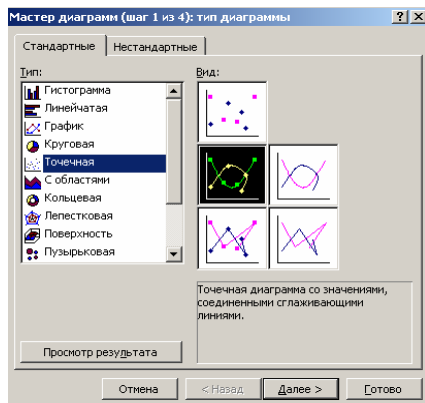 Мастер диаграмм (шаг 1 из 4): тип диаграммы
Стандартные
Нестандартные
Тип:
Вид:
Гистограмма
Линейчатая
График
Круговая
Точечная
С областями
Кольцевая
Лепестковая
Поверхность
Пузырьковая
Точечная диаграмма со значениями,
соединенными сглаживающими
линиями.
Просмотр результата
Отмена
< Назад
Далее >
Готово